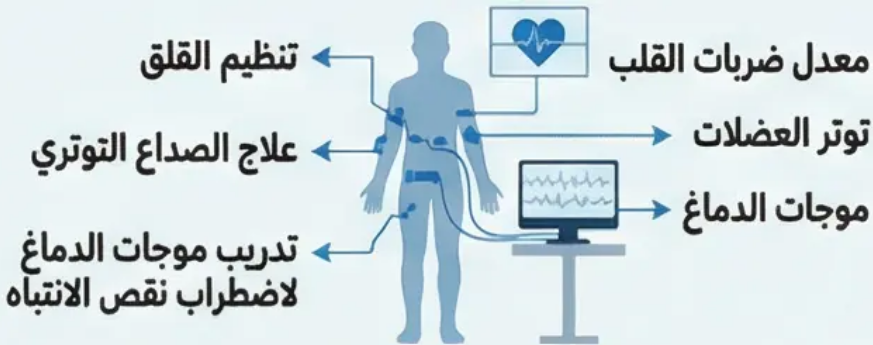 معدل ضربات القلب
تنظيم القلق
توتر العضلات
علاج الصداع التوتري
موجات الدماغ
تدريب موجات الدماغ
لاضطراب نقص الانتباه